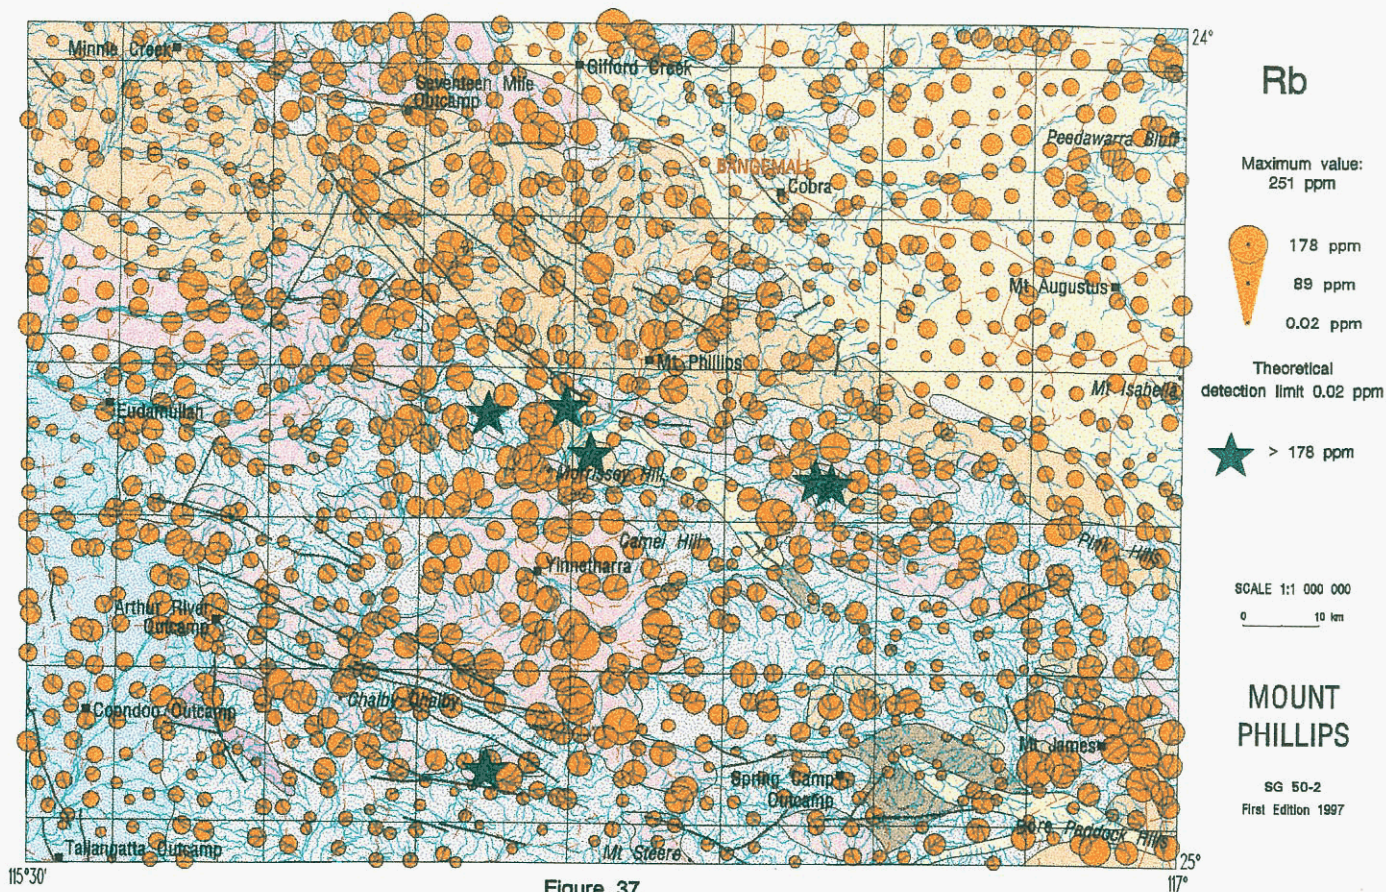 24°
Minnie Creek
Gifford Creek
Seventeen Mile
Outcamp
Peedawarra Bluff
BANGEMALL
Cobra
Mt Augustus
Mt Phillips
Mt Isabella
Eudamullah
Morrissey Hill
Camel Hill
Pink Hills
Yinnetharra
Arthur River
Outcamp
Chalby Chalby
Coondoo Outcamp
Mt James
Spring Camp
Outcamp
Gore Paddock Hills
Tallangatta Outcamp
Mt Steere
115°30'
25°
117°
Figure 37
Rb
Maximum value:
251 ppm
178 ppm
89 ppm
0.02 ppm
Theoretical
detection limit 0.02 ppm
> 178 ppm
SCALE 1:1 000 000
0 10 km
MOUNT
PHILLIPS
SG 50-2
First Edition 1997